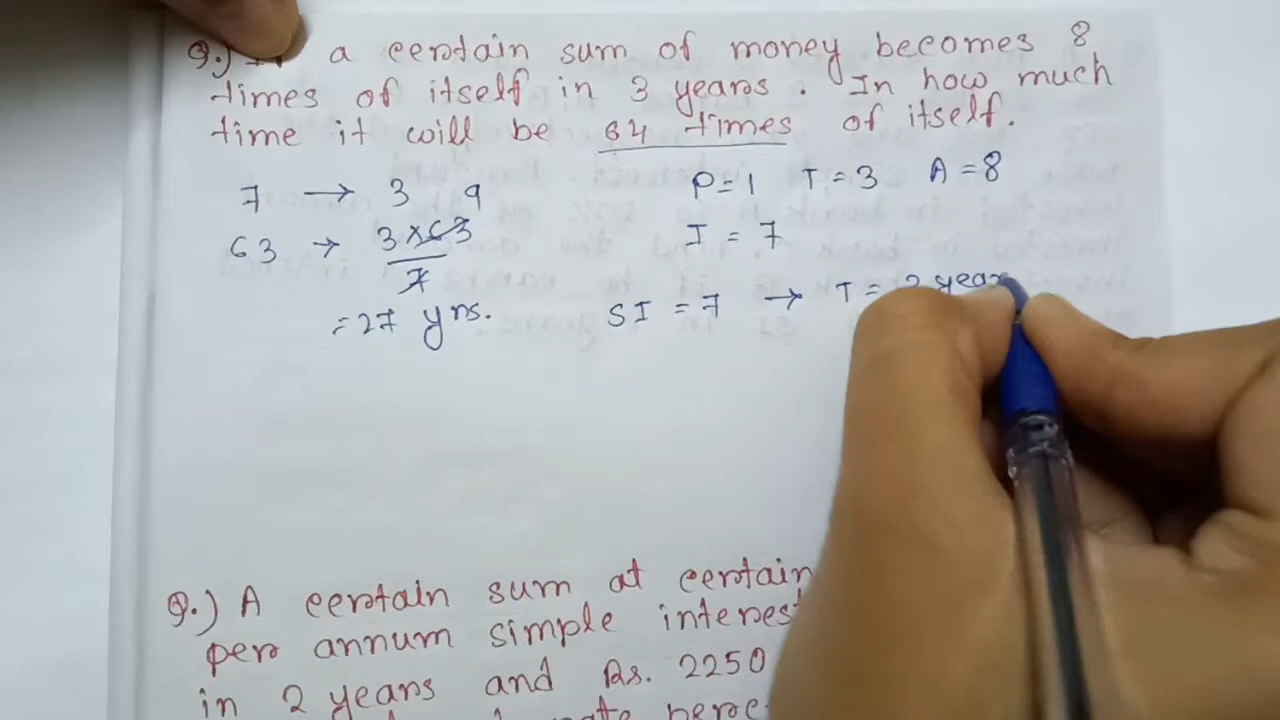 Q.) a certain sum of money becomes 8
times of itself in 3 years. In how much
time it will be 64 times of itself.
7 → 3 9
P=1 T=3 A=8
63 → 3×63
7
I = 7
=27 yrs.
SI = 7 → T = 3 years
Q.) A certain sum at certain
per annum simple interest
in 2 years and Rs. 2250